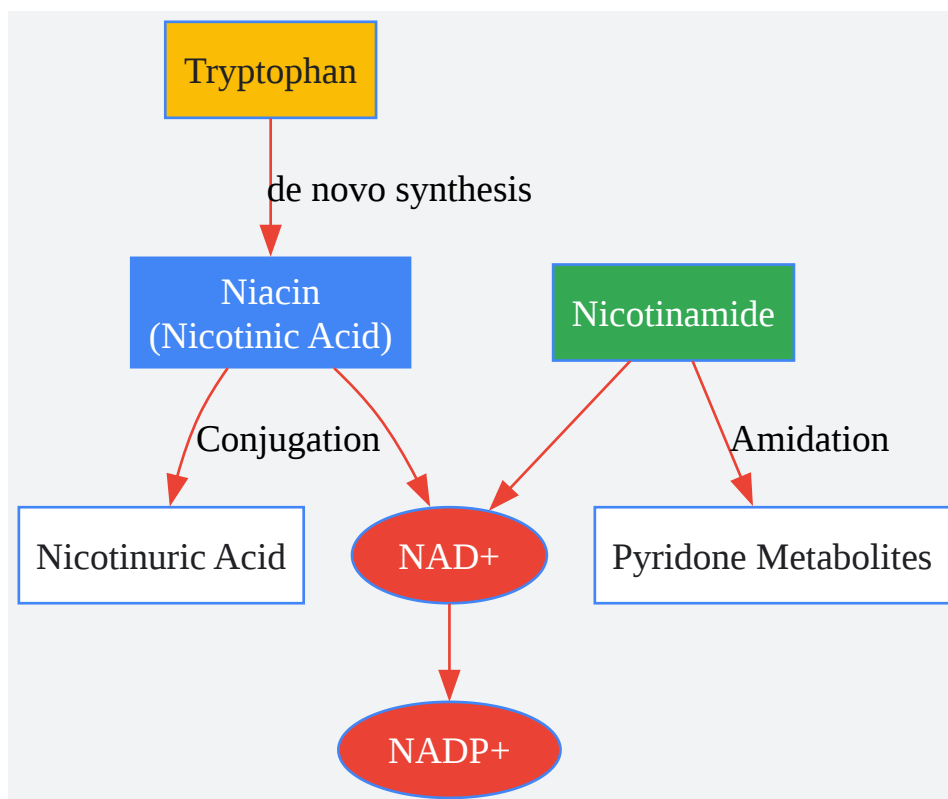 Tryptophan
de novo synthesis
Niacin
(Nicotinic Acid)
Nicotinamide
Conjugation
Amidation
Nicotinuric Acid
NAD+
Pyridone Metabolites
NADP+